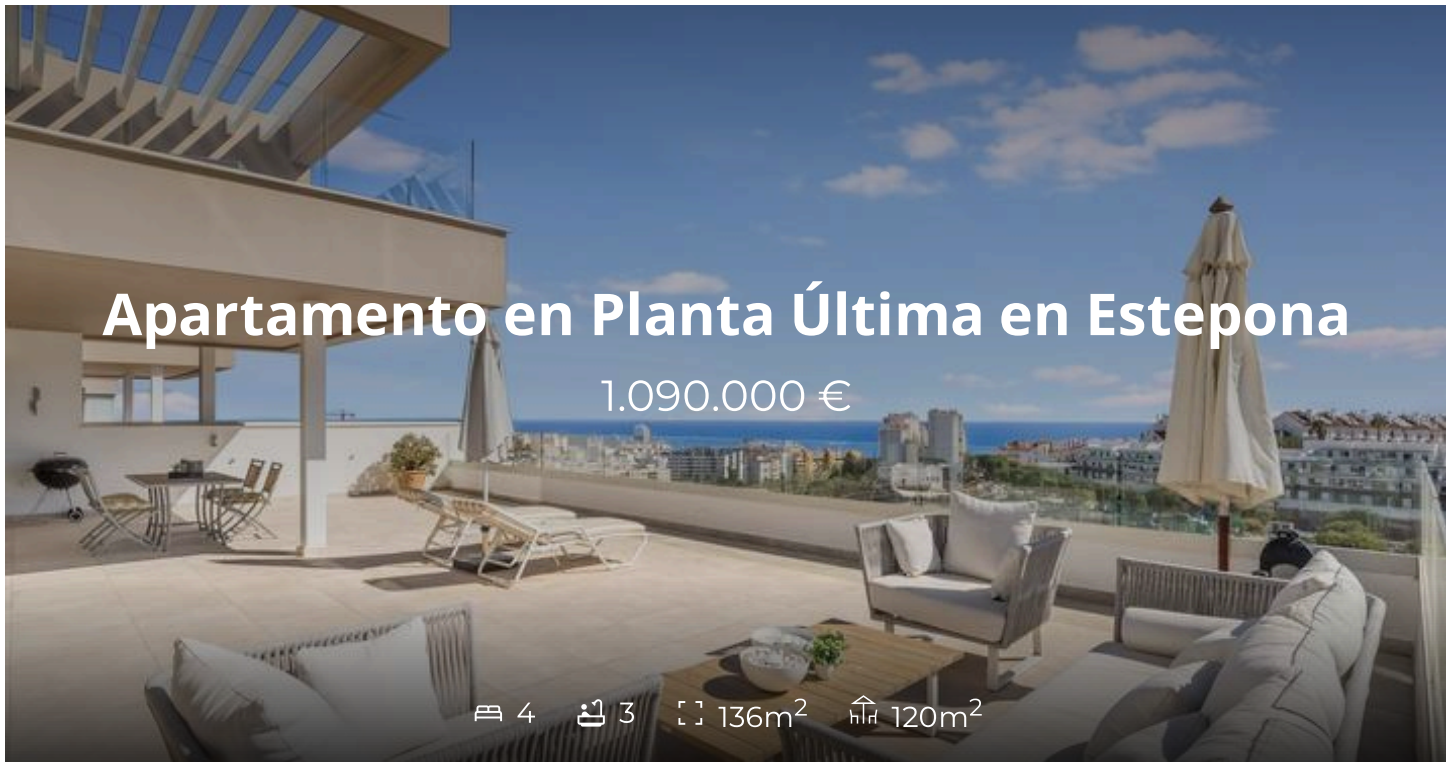 Apartamento en Planta Última en Estepona
1.090.000 €
4 3 136m² 120m²